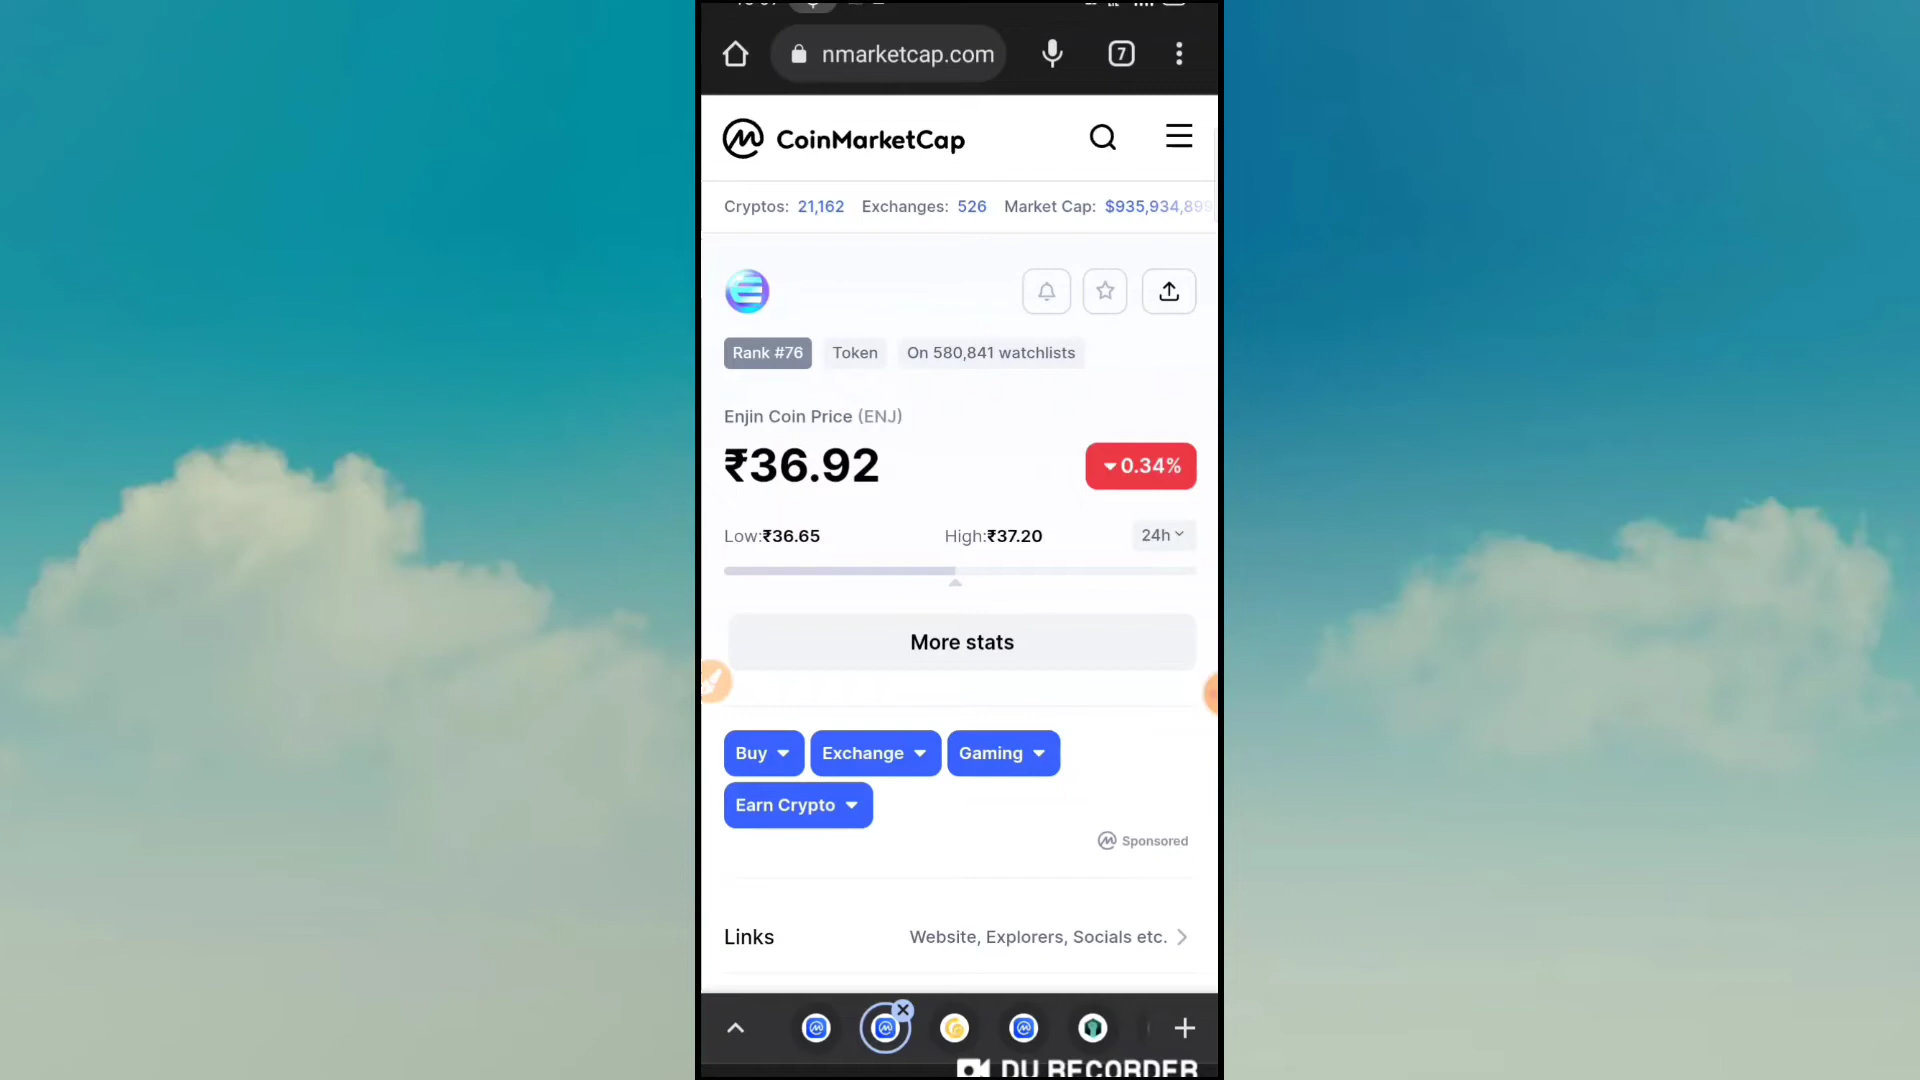 nmarketcap.com
7
CoinMarketCap
Cryptos: 21,162 Exchanges: 526 Market Cap: $935,934,899
Rank #76 Token On 580,841 watchlists
Enjin Coin Price (ENJ)
₹36.92
0.34%
Low:₹36.65 High:₹37.20 24h
More stats
Buy Exchange Gaming
Earn Crypto
Sponsored
Links Website, Explorers, Socials etc.
DU RECORDER